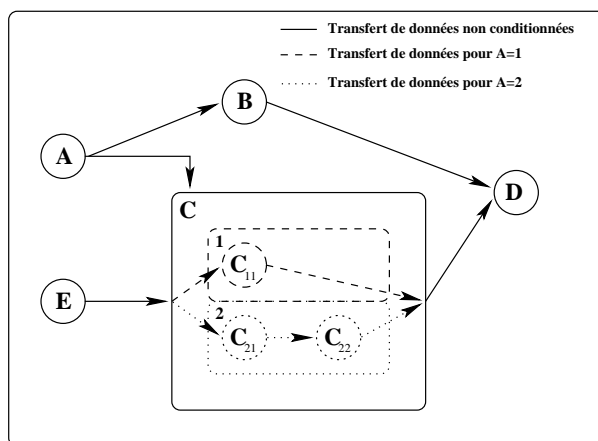 Transfert de données non conditionnées
Transfert de données pour A=1
Transfert de données pour A=2
B
A
D
C
1
C11
E
2
C21
C22